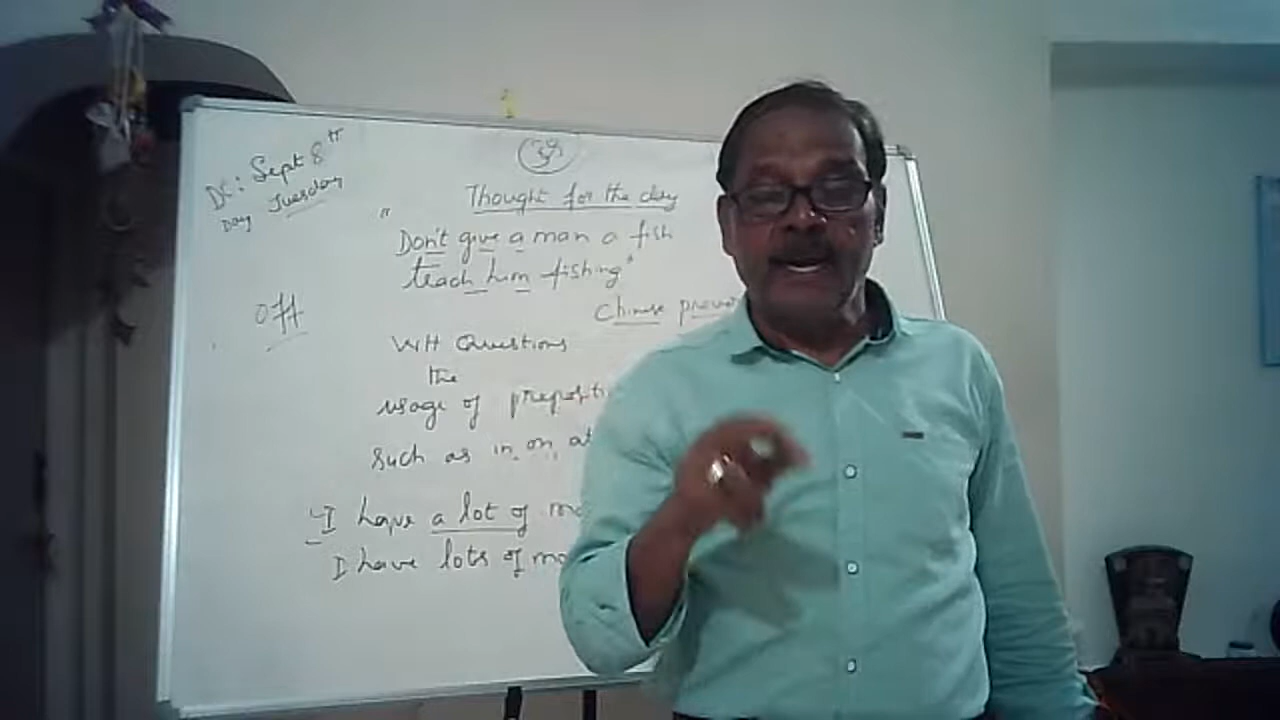 Dt: Sept 8th
Day Tuesday
ॐ
Thought for the day
"Don't give a man a fish
teach him fishing"
Chinese
Off
WH Questions
the
usage of
such as in, on, at
I have a lot of
I have lots of